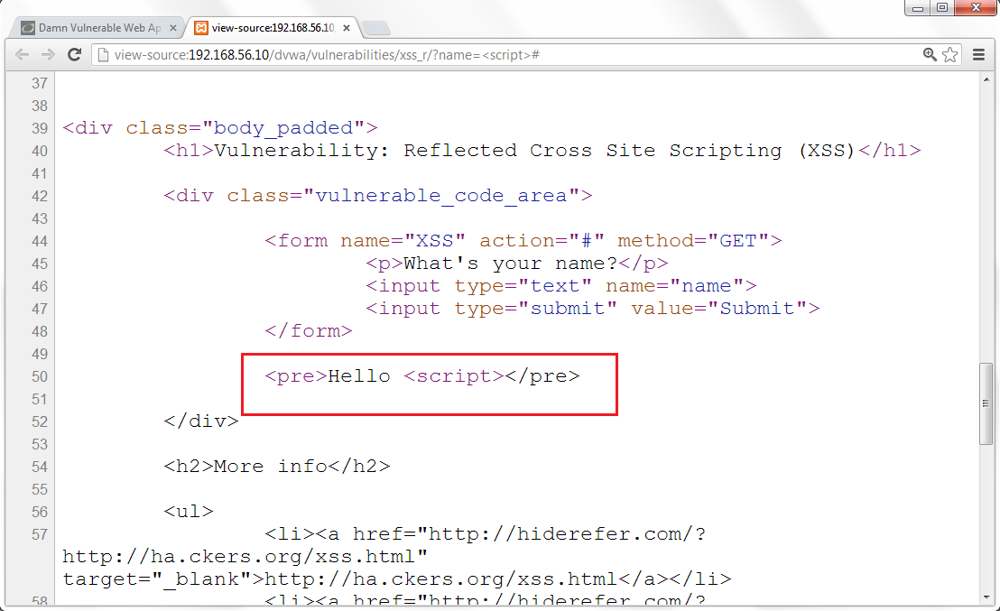 Damn Vulnerable Web Ap
view-source:192.168.56.10
view-source:192.168.56.10/dvwa/vulnerabilities/xss_r/?name=<script>#
37
38
39 <div class="body_padded">
40 <h1>Vulnerability: Reflected Cross Site Scripting (XSS)</h1>
41
42 <div class="vulnerable_code_area">
43
44 <form name="XSS" action="#" method="GET">
45 <p>What's your name?</p>
46 <input type="text" name="name">
47 <input type="submit" value="Submit">
48 </form>
49
50 <pre>Hello <script></pre>
51
52 </div>
53
54 <h2>More info</h2>
55
56 <ul>
57 <li><a href="http://hiderefer.com/?
http://ha.ckers.org/xss.html"
target="_blank">http://ha.ckers.org/xss.html</a></li>
58 <li><a href="http://hiderefer.com/?